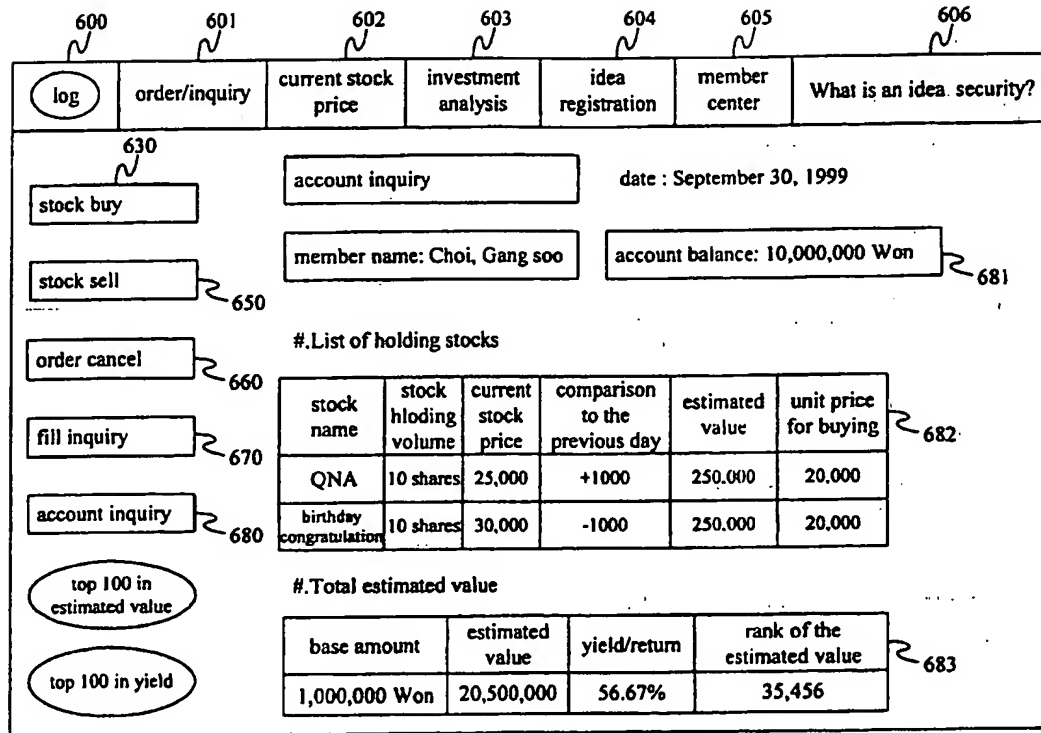 600 601 602 603 604 605 606
log order/inquiry current stock price investment analysis idea registration member center What is an idea. security?
630
stock buy
account inquiry
date : September 30, 1999
member name: Choi, Gang soo
account balance: 10,000,000 Won
681
stock sell
650
order cancel
660
fill inquiry
670
account inquiry
680
top 100 in
estimated value
top 100 in yield
#.List of holding stocks
stock name stock hloding volume current stock price comparison to the previous day estimated value unit price for buying
682
QNA 10 shares 25,000 +1000 250.000 20,000
birthday congratulation 10 shares 30,000 -1000 250.000 20,000
#.Total estimated value
base amount estimated value yield/return rank of the estimated value
683
1,000,000 Won 20,500,000 56.67% 35,456